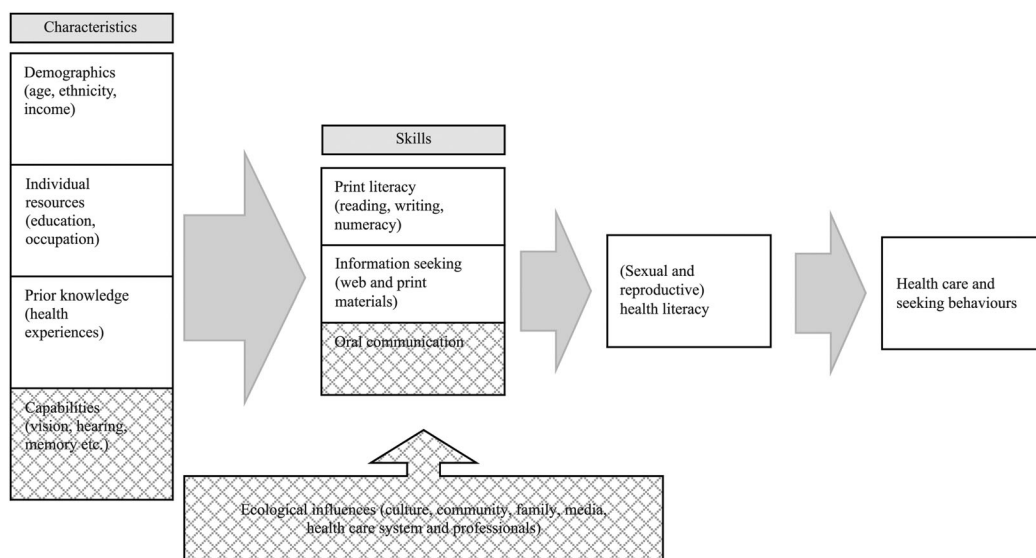 Characteristics
Demographics
(age, ethnicity,
income)
Individual
resources
(education,
occupation)
Prior knowledge
(health
experiences)
Capabilities
(vision, hearing,
memory etc.)
Skills
Print literacy
(reading, writing,
numeracy)
Information seeking
(web and print
materials)
Oral communication
(Sexual and
reproductive)
health literacy
Health care and
seeking behaviours
Ecological influences (culture, community, family, media,
health care system and professionals)